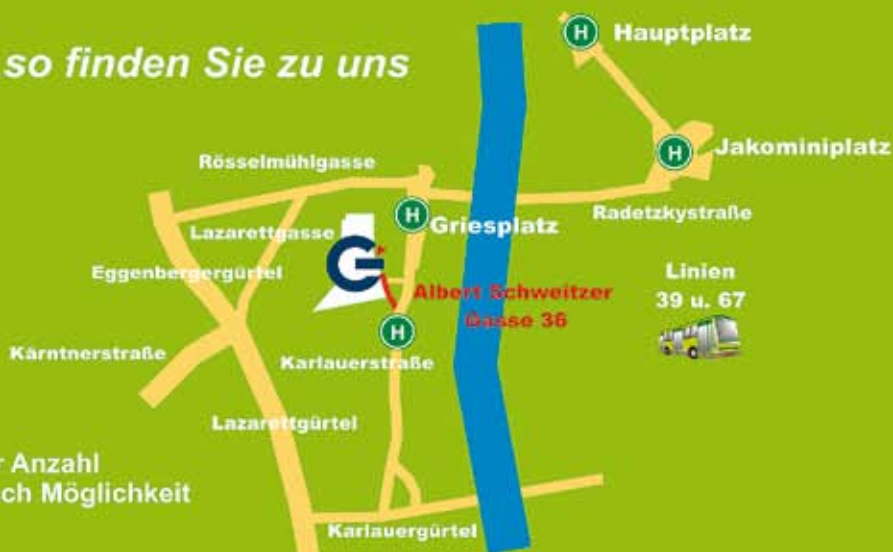 so finden Sie zu uns
H Hauptplatz
H Jakominiplatz
Rösselmühlgasse
H Griesplatz
Radetzkystraße
Lazarettgasse
G
Eggenbergergürtel
Linien
39 u. 67
Albert Schweitzer
Gasse 36
H
Kärntnerstraße
Karlauerstraße
Lazarettgürtel
Anzahl
Möglichkeit
Karlauergürtel